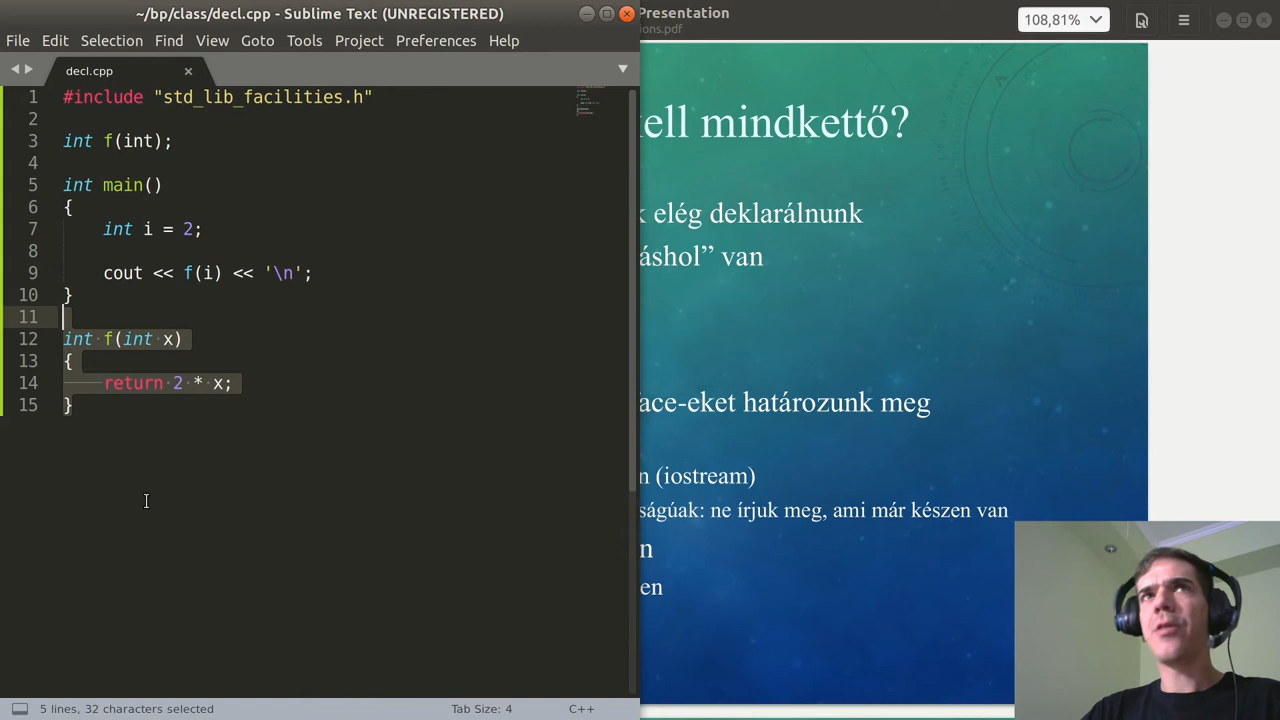 ~/bp/class/decl.cpp - Sublime Text (UNREGISTERED)
File Edit Selection Find View Goto Tools Project Preferences Help
decl.cpp
1 #include "std_lib_facilities.h"
2
3 int f(int);
4
5 int main()
6 {
7 int i = 2;
8
9 cout << f(i) << '\n';
10 }
11
12 int f(int x)
13 {
14 return 2 * x;
15 }
5 lines, 32 characters selected
Tab Size: 4
C++
Presentation
ons.pdf
108,81%
ell mindkettő?
k elég deklarálnunk
áshol” van
ace-eket határozunk meg
n (iostream)
ságúak: ne írjuk meg, ami már készen van
n
en